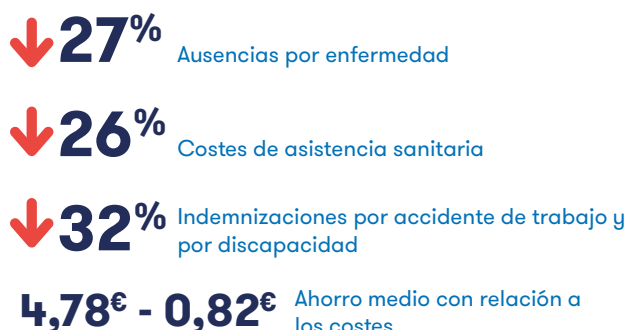 27% Ausencias por enfermedad
26% Costes de asistencia sanitaria
32% Indemnizaciones por accidente de trabajo y
por discapacidad
4,78€ - 0,82€ Ahorro medio con relación a
los costes